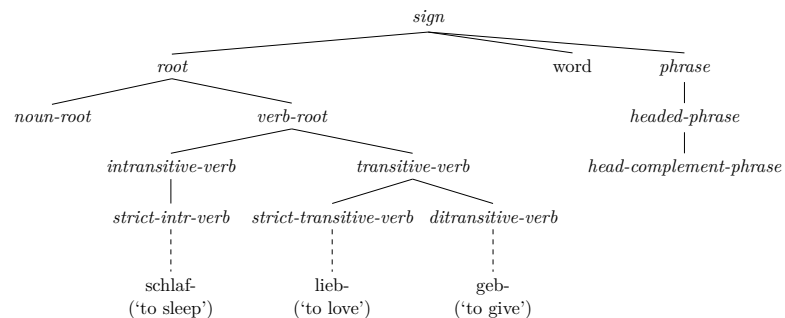 sign
root word phrase
noun-root verb-root headed-phrase
intransitive-verb transitive-verb head-complement-phrase
strict-intr-verb strict-transitive-verb ditransitive-verb
schlaf- lieb- geb-
(‘to sleep’) (‘to love’) (‘to give’)